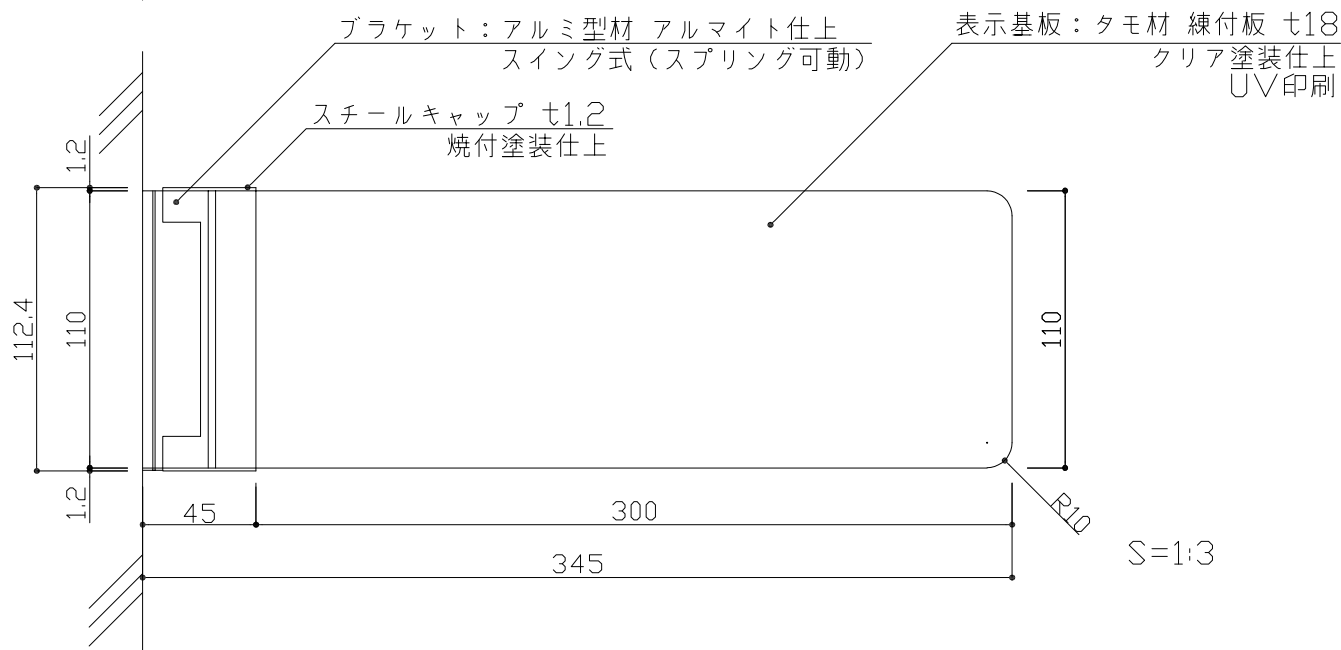 ブラケット：アルミ型材 アルマイト仕上
スイング式（スプリング可動）
表示基板：タモ材 練付板 t18
クリア塗装仕上
UV印刷
スチールキャップ t1.2
焼付塗装仕上
1.2
112.4
110
110
1.2
45
300
R10
345
S=1:3